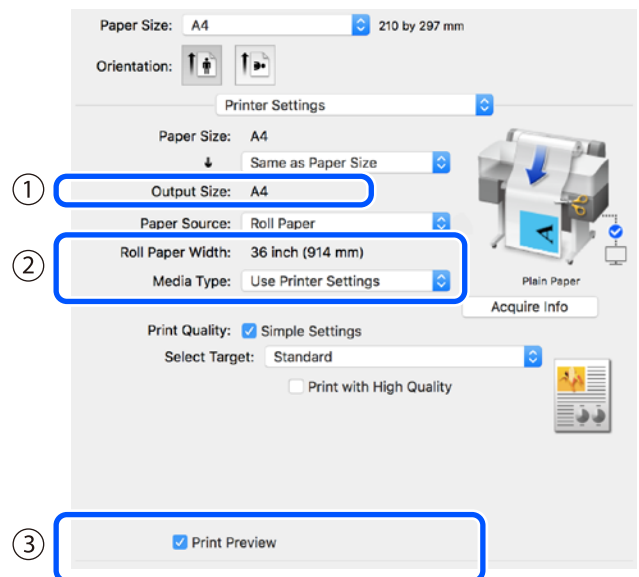 Paper Size: A4 210 by 297 mm
Orientation:
Printer Settings
Paper Size: A4
Same as Paper Size
① Output Size: A4
Paper Source: Roll Paper
② Roll Paper Width: 36 inch (914 mm)
Media Type: Use Printer Settings
Plain Paper
Acquire Info
Print Quality: Simple Settings
Select Target: Standard
Print with High Quality
③ Print Preview